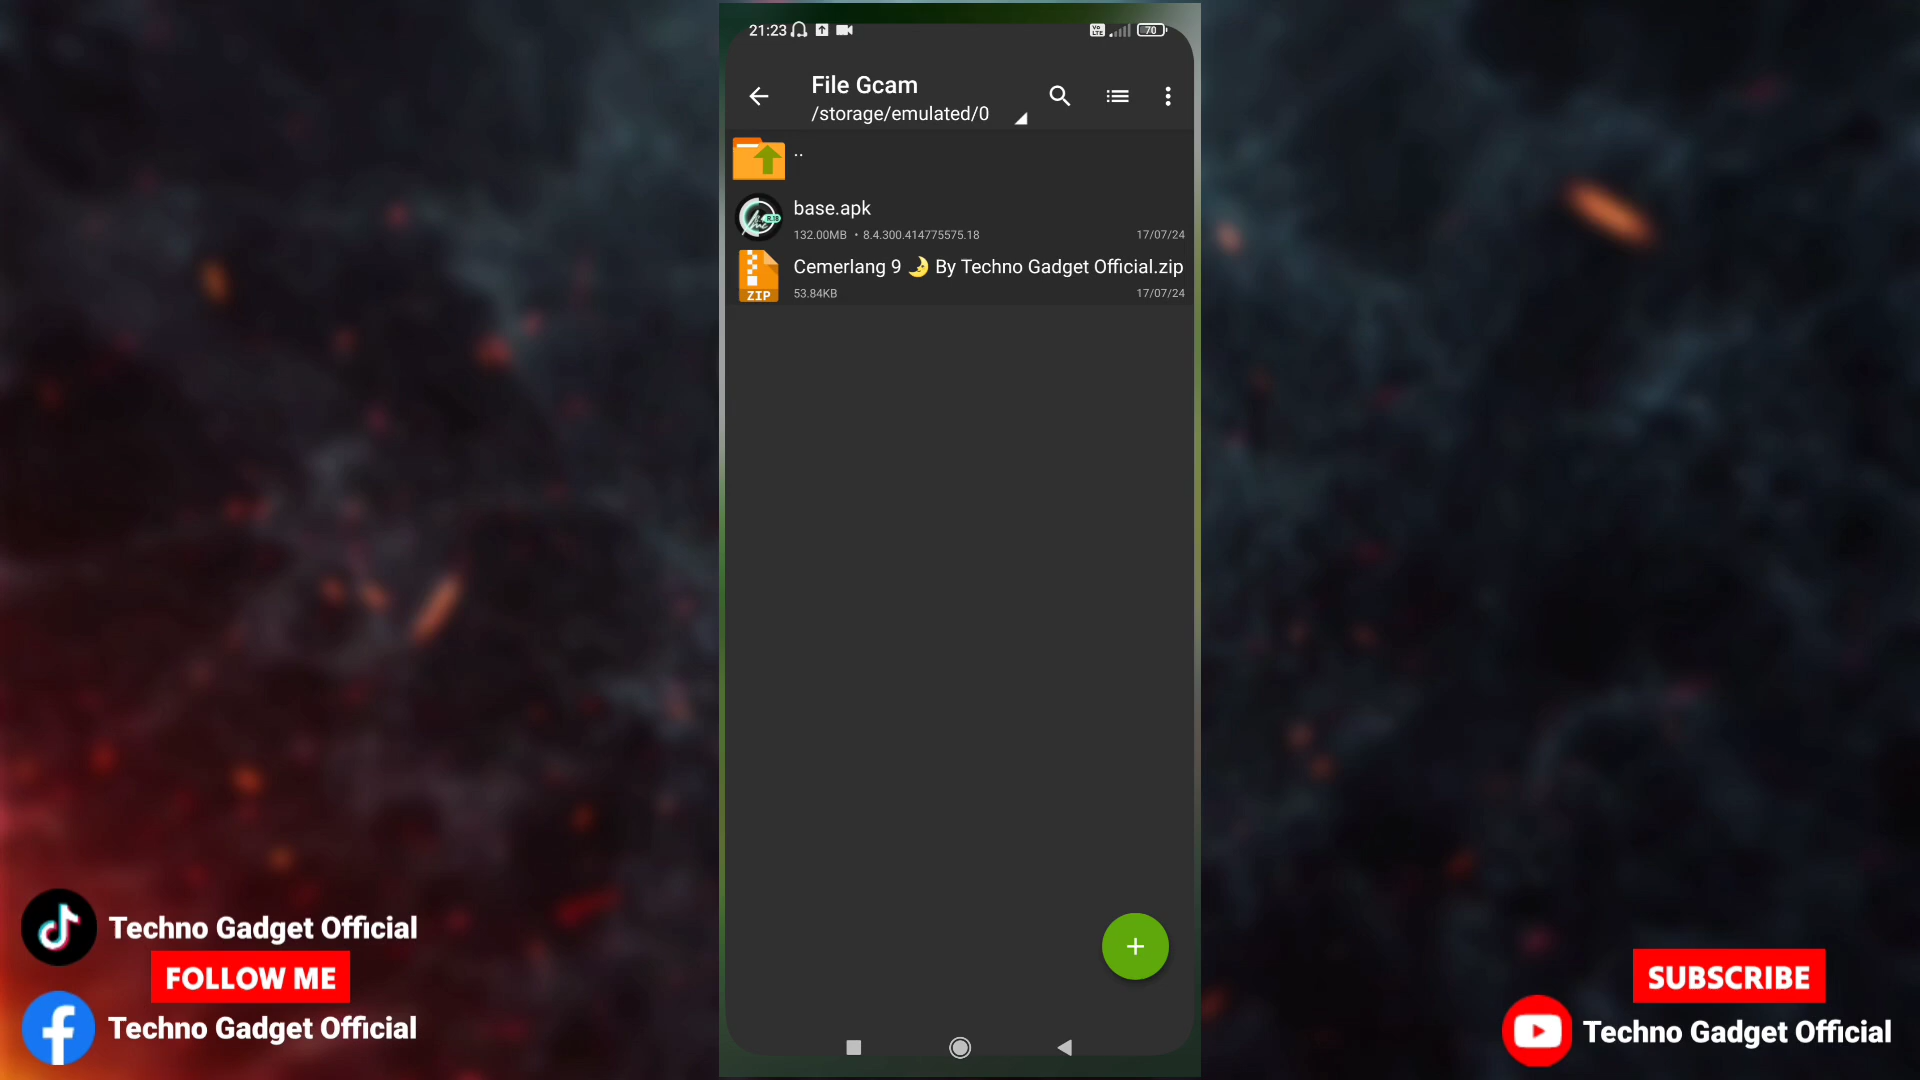 21:23
VO LTE
70
File Gcam
/storage/emulated/0
..
base.apk
132.00MB • 8.4.300.414775575.18
17/07/24
Cemerlang 9 🌛 By Techno Gadget Official.zip
ZIP
53.84KB
17/07/24
+
Techno Gadget Official
FOLLOW ME
Techno Gadget Official
SUBSCRIBE
Techno Gadget Official